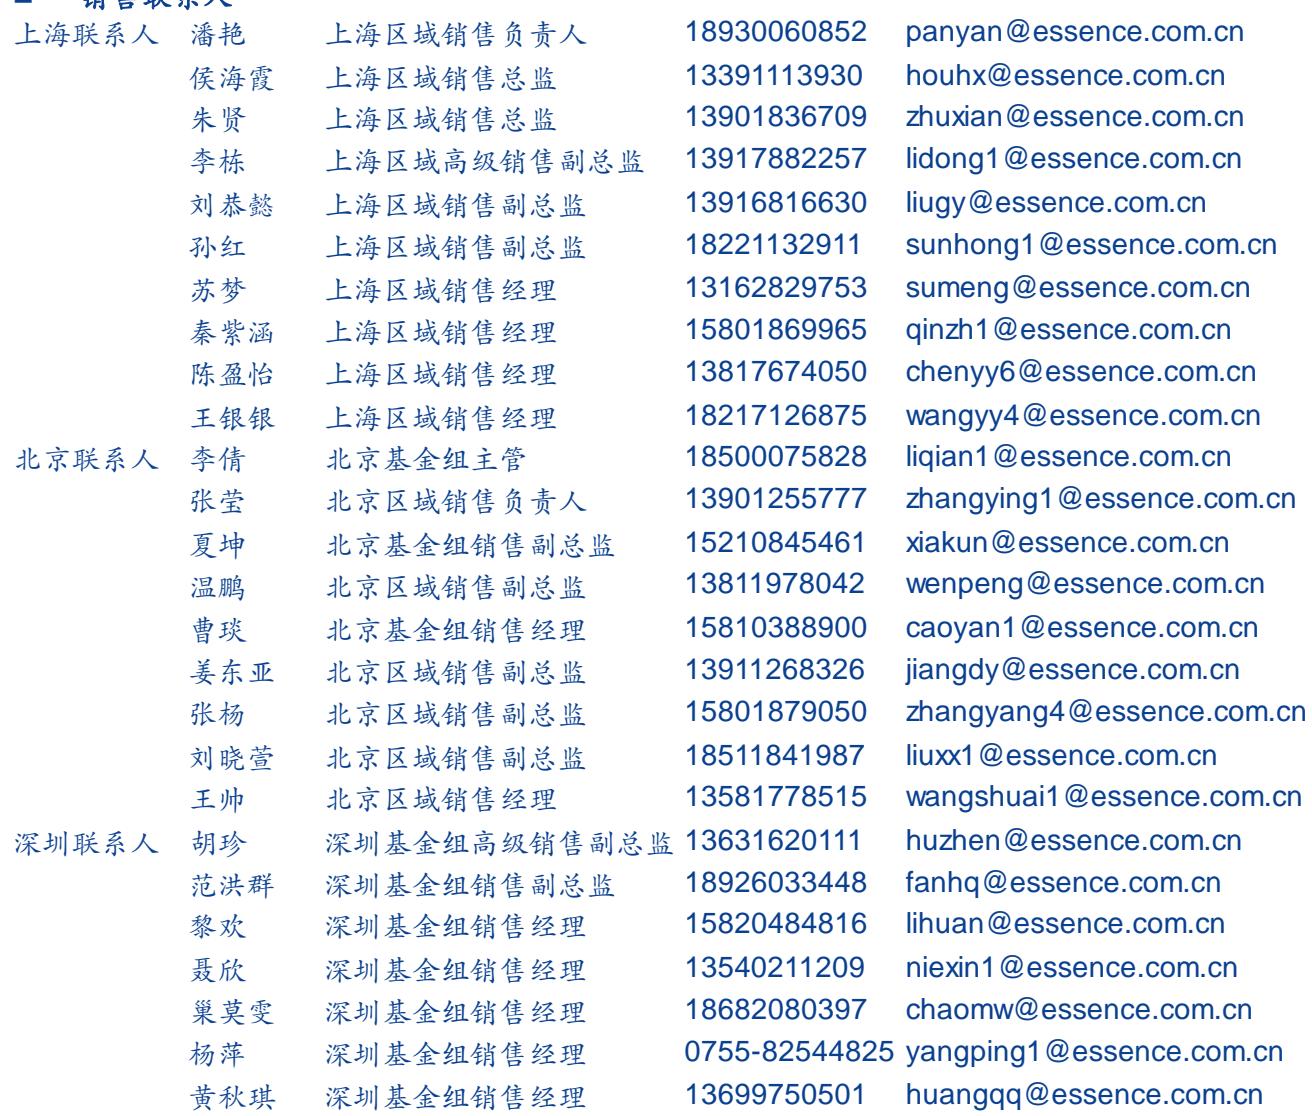 销售联系人
上海联系人 潘艳 上海区域销售负责人 18930060852 panyan@essence.com.cn
侯海霞 上海区域销售总监 13391113930 houhx@essence.com.cn
朱贤 上海区域销售总监 13901836709 zhuxian@essence.com.cn
李栋 上海区域高级销售副总监 13917882257 lidong1@essence.com.cn
刘恭懿 上海区域销售副总监 13916816630 liugy@essence.com.cn
孙红 上海区域销售副总监 18221132911 sunhong1@essence.com.cn
苏梦 上海区域销售经理 13162829753 sumeng@essence.com.cn
秦紫涵 上海区域销售经理 15801869965 qinzh1@essence.com.cn
陈盈怡 上海区域销售经理 13817674050 chenyy6@essence.com.cn
王银银 上海区域销售经理 18217126875 wangyy4@essence.com.cn
北京联系人 李倩 北京基金组主管 18500075828 liqian1@essence.com.cn
张莹 北京区域销售负责人 13901255777 zhangying1@essence.com.cn
夏坤 北京基金组销售副总监 15210845461 xiakun@essence.com.cn
温鹏 北京区域销售副总监 13811978042 wenpeng@essence.com.cn
曹琰 北京基金组销售经理 15810388900 caoyan1@essence.com.cn
姜东亚 北京区域销售副总监 13911268326 jiangdy@essence.com.cn
张杨 北京区域销售副总监 15801879050 zhangyang4@essence.com.cn
刘晓萱 北京区域销售副总监 18511841987 liuxx1@essence.com.cn
王帅 北京区域销售经理 13581778515 wangshuai1@essence.com.cn
深圳联系人 胡珍 深圳基金组高级销售副总监 13631620111 huzhen@essence.com.cn
范洪群 深圳基金组销售副总监 18926033448 fanhq@essence.com.cn
黎欢 深圳基金组销售经理 15820484816 lihuan@essence.com.cn
聂欣 深圳基金组销售经理 13540211209 niexin1@essence.com.cn
巢莫雯 深圳基金组销售经理 18682080397 chaomw@essence.com.cn
杨萍 深圳基金组销售经理 0755-82544825 yangping1@essence.com.cn
黄秋琪 深圳基金组销售经理 13699750501 huangqq@essence.com.cn